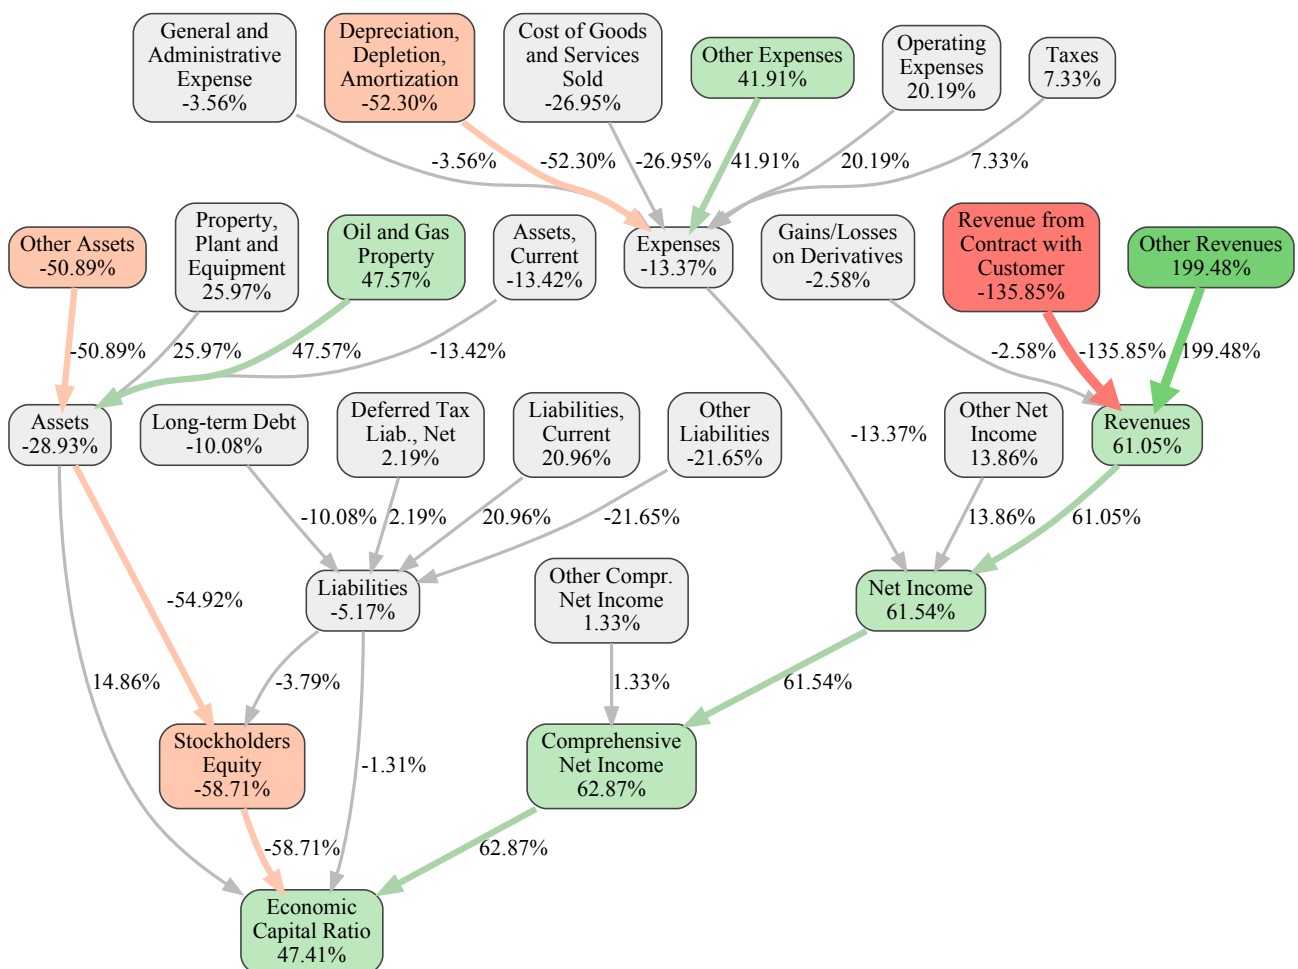 General and
Administrative
Expense
-3.56%
Depreciation,
Depletion,
Amortization
-52.30%
Cost of Goods
and Services
Sold
-26.95%
Other Expenses
41.91%
Operating
Expenses
20.19%
Taxes
7.33%
-3.56%
-52.30%
-26.95%
41.91%
20.19%
7.33%
Other Assets
-50.89%
Property,
Plant and
Equipment
25.97%
Oil and Gas
Property
47.57%
Assets,
Current
-13.42%
Expenses
-13.37%
Gains/Losses
on Derivatives
-2.58%
Revenue from
Contract with
Customer
-135.85%
Other Revenues
199.48%
-50.89%
25.97%
47.57%
-13.42%
-2.58%
-135.85%
199.48%
Assets
-28.93%
Long-term Debt
-10.08%
Deferred Tax
Liab., Net
2.19%
Liabilities,
Current
20.96%
Other
Liabilities
-21.65%
-13.37%
Other Net
Income
13.86%
Revenues
61.05%
-10.08%
2.19%
20.96%
-21.65%
13.86%
61.05%
-54.92%
Liabilities
-5.17%
Other Compr.
Net Income
1.33%
Net Income
61.54%
14.86%
-3.79%
1.33%
61.54%
Stockholders
Equity
-58.71%
-1.31%
Comprehensive
Net Income
62.87%
-58.71%
62.87%
Economic
Capital Ratio
47.41%